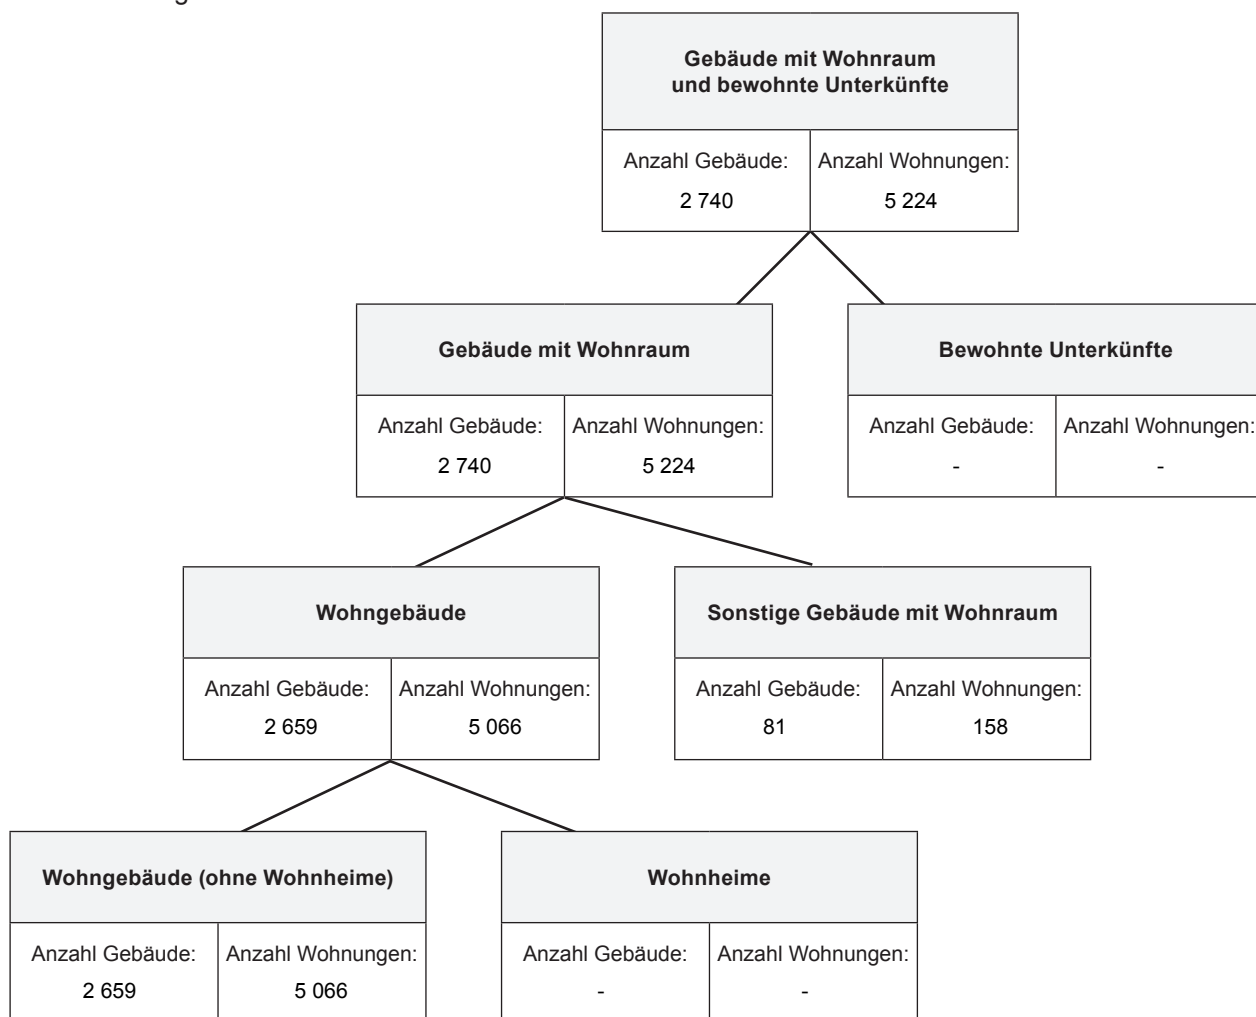 Gebäude mit Wohnraum
und bewohnte Unterkünfte
Anzahl Gebäude: Anzahl Wohnungen:
2 740 5 224
Gebäude mit Wohnraum Bewohnte Unterkünfte
Anzahl Gebäude: Anzahl Wohnungen: Anzahl Gebäude: Anzahl Wohnungen:
2 740 5 224 - -
Wohngebäude Sonstige Gebäude mit Wohnraum
Anzahl Gebäude: Anzahl Wohnungen: Anzahl Gebäude: Anzahl Wohnungen:
2 659 5 066 81 158
Wohngebäude (ohne Wohnheime) Wohnheime
Anzahl Gebäude: Anzahl Wohnungen: Anzahl Gebäude: Anzahl Wohnungen:
2 659 5 066 - -